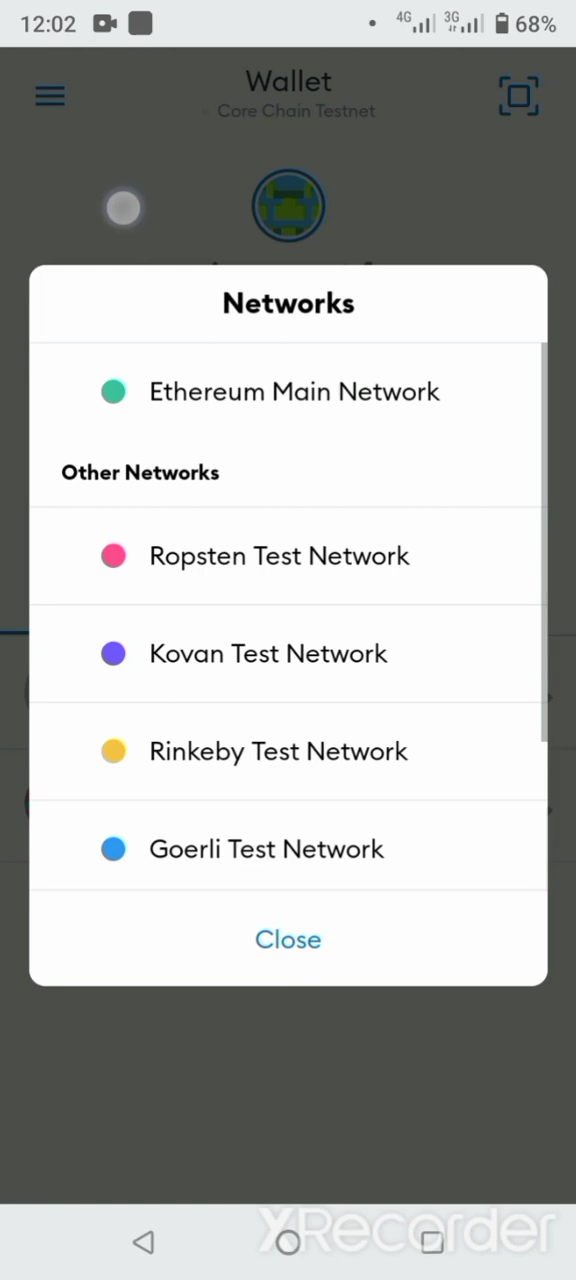 12:02
4G 3G 68%
Wallet
Core Chain Testnet
Networks
Ethereum Main Network
Other Networks
Ropsten Test Network
Kovan Test Network
Rinkeby Test Network
Goerli Test Network
Close
XRecorder